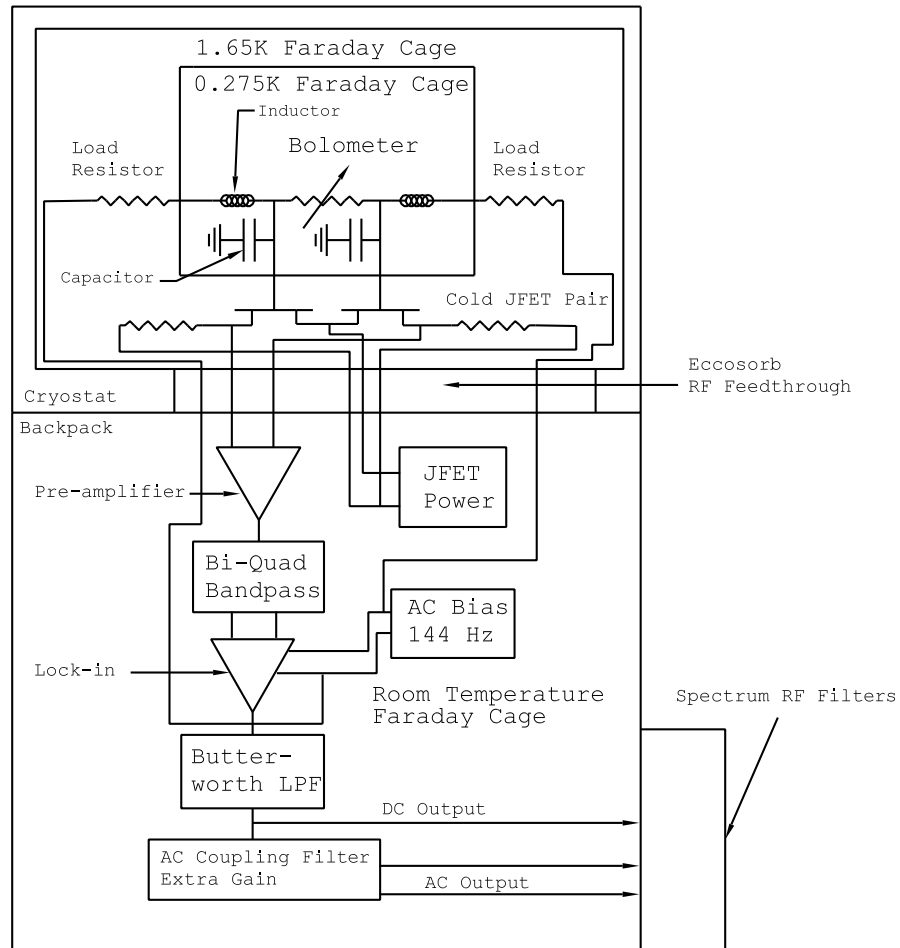 1.65K Faraday Cage
0.275K Faraday Cage
Inductor
Bolometer
Load
Resistor
Load
Resistor
Capacitor
Cold JFET Pair
Eccosorb
RF Feedthrough
Cryostat
Backpack
JFET
Power
Pre-amplifier
Bi-Quad
Bandpass
AC Bias
144 Hz
Lock-in
Room Temperature
Faraday Cage
Spectrum RF Filters
Butter-
worth LPF
DC Output
AC Coupling Filter
Extra Gain
AC Output